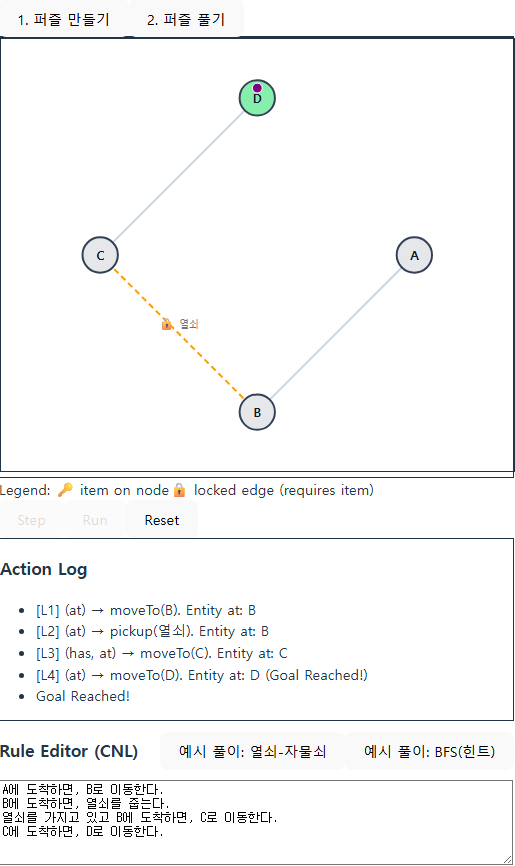 1. 퍼즐 만들기 2. 퍼즐 풀기
D
C
A
🔒 열쇠
B
Legend: 🔑 item on node 🔒 locked edge (requires item)
Step Run Reset
Action Log
• [L1] (at) → moveTo(B). Entity at: B
• [L2] (at) → pickup(열쇠). Entity at: B
• [L3] (has, at) → moveTo(C). Entity at: C
• [L4] (at) → moveTo(D). Entity at: D (Goal Reached!)
• Goal Reached!
Rule Editor (CNL) 예시 풀이: 열쇠-자물쇠 예시 풀이: BFS(힌트)
A에 도착하면, B로 이동한다.
B에 도착하면, 열쇠를 줍는다.
열쇠를 가지고 있고 B에 도착하면, C로 이동한다.
C에 도착하면, D로 이동한다.